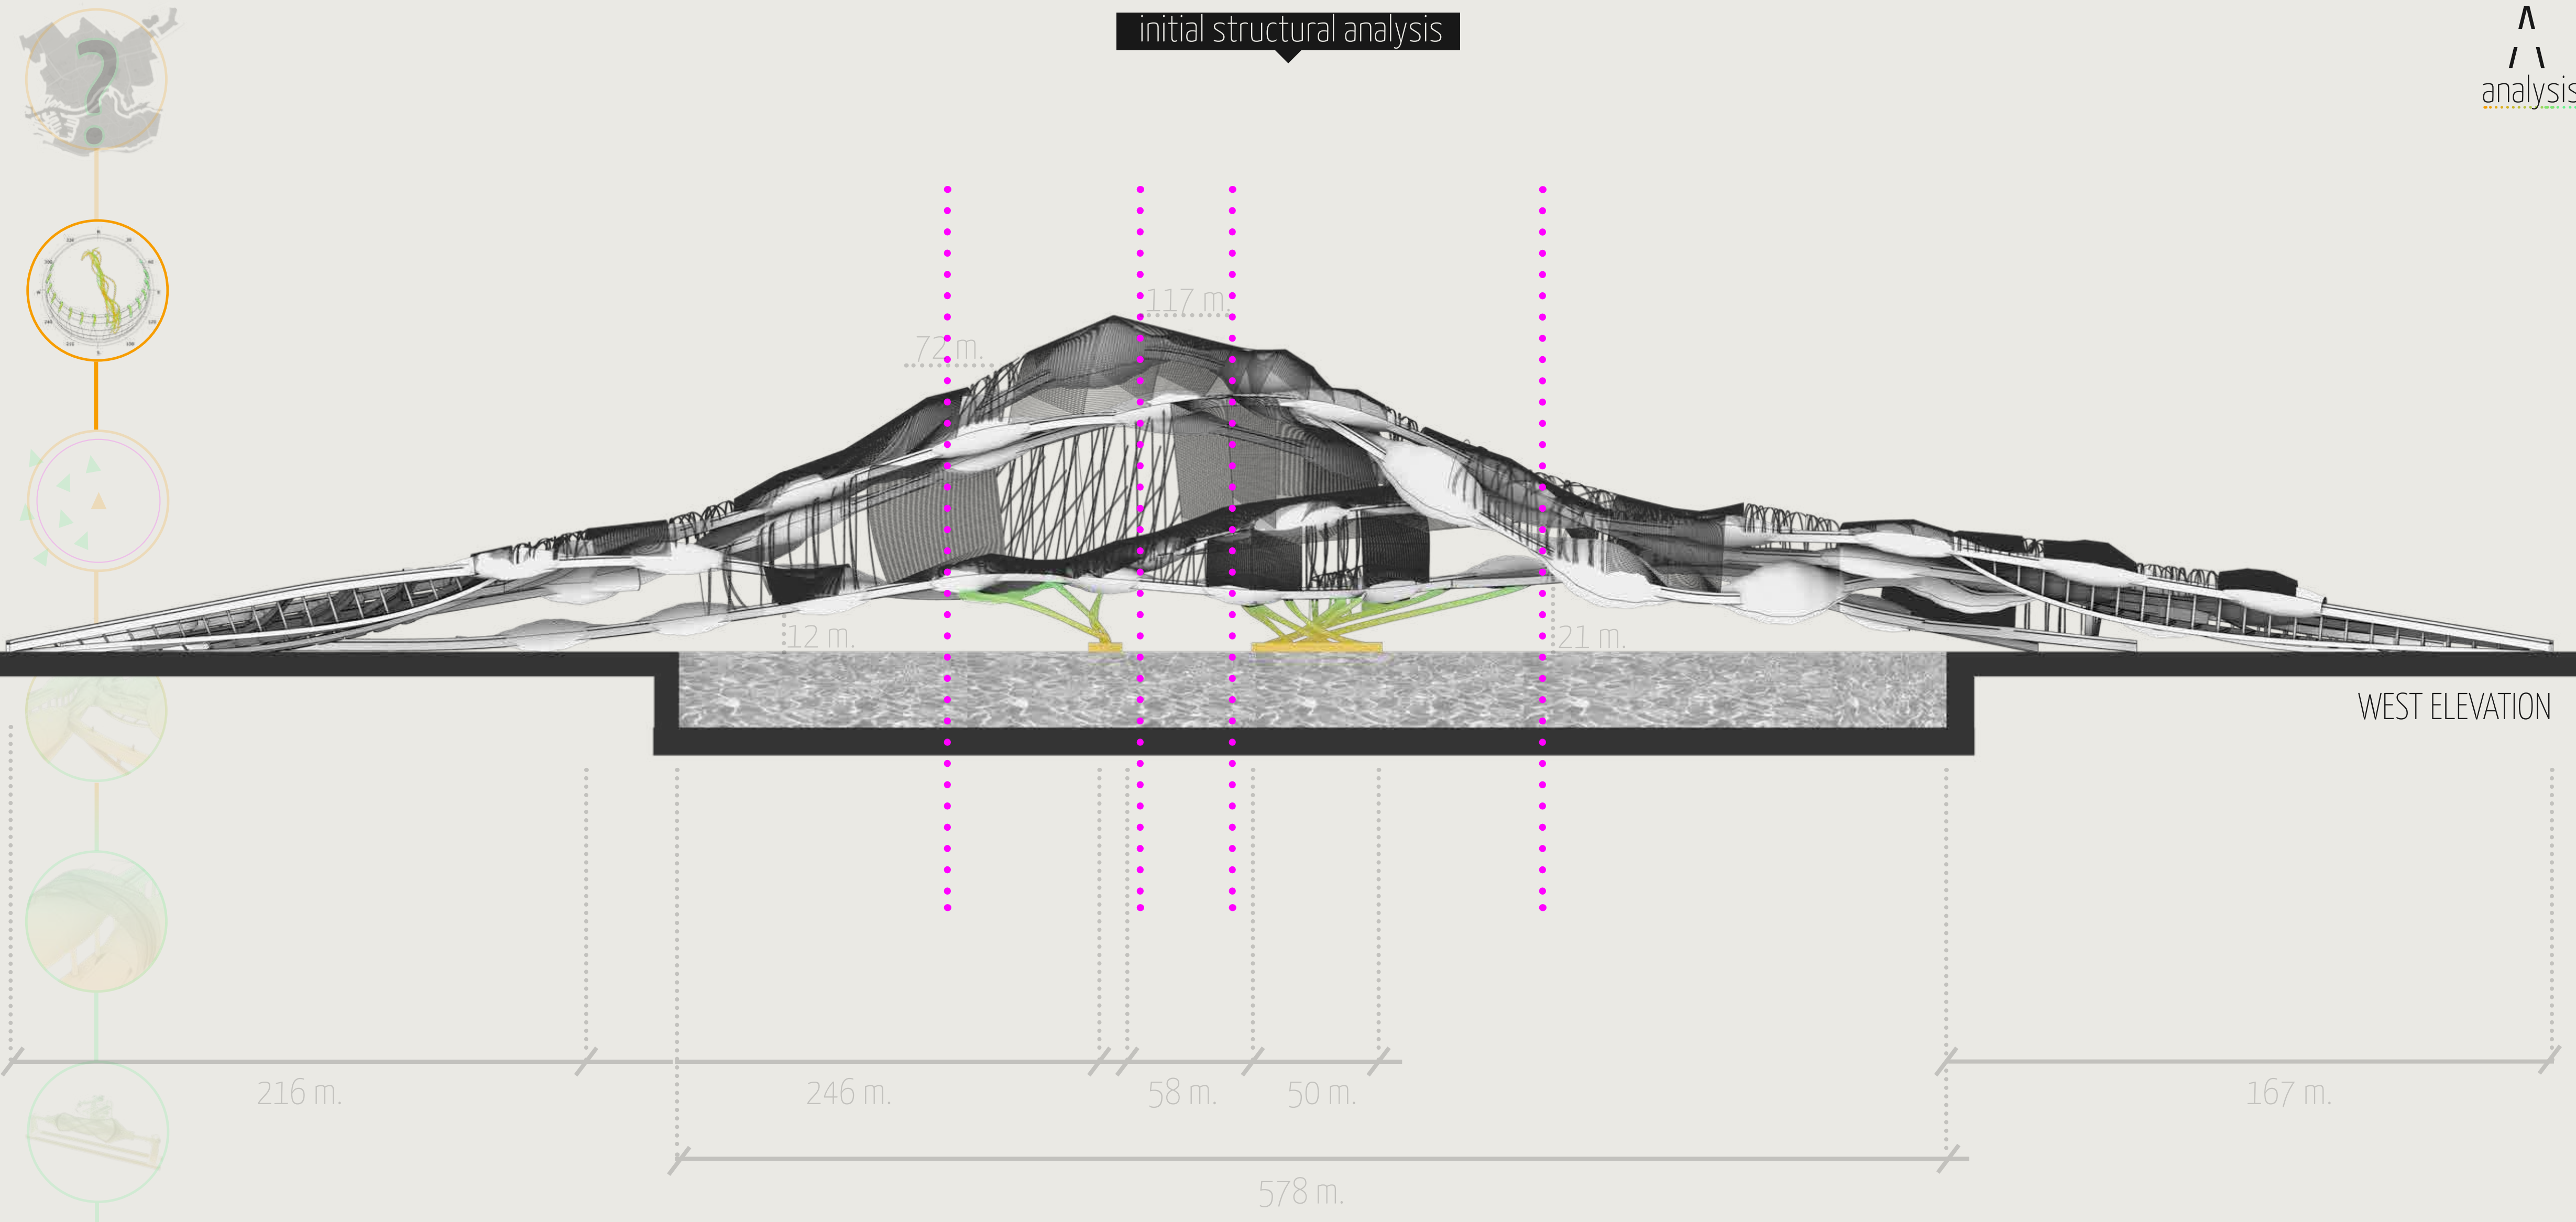 initial structural analysis
analysis
?
117 m.
72 m.
12 m.
21 m.
WEST ELEVATION
216 m.
246 m.
58 m.
50 m.
167 m.
578 m.